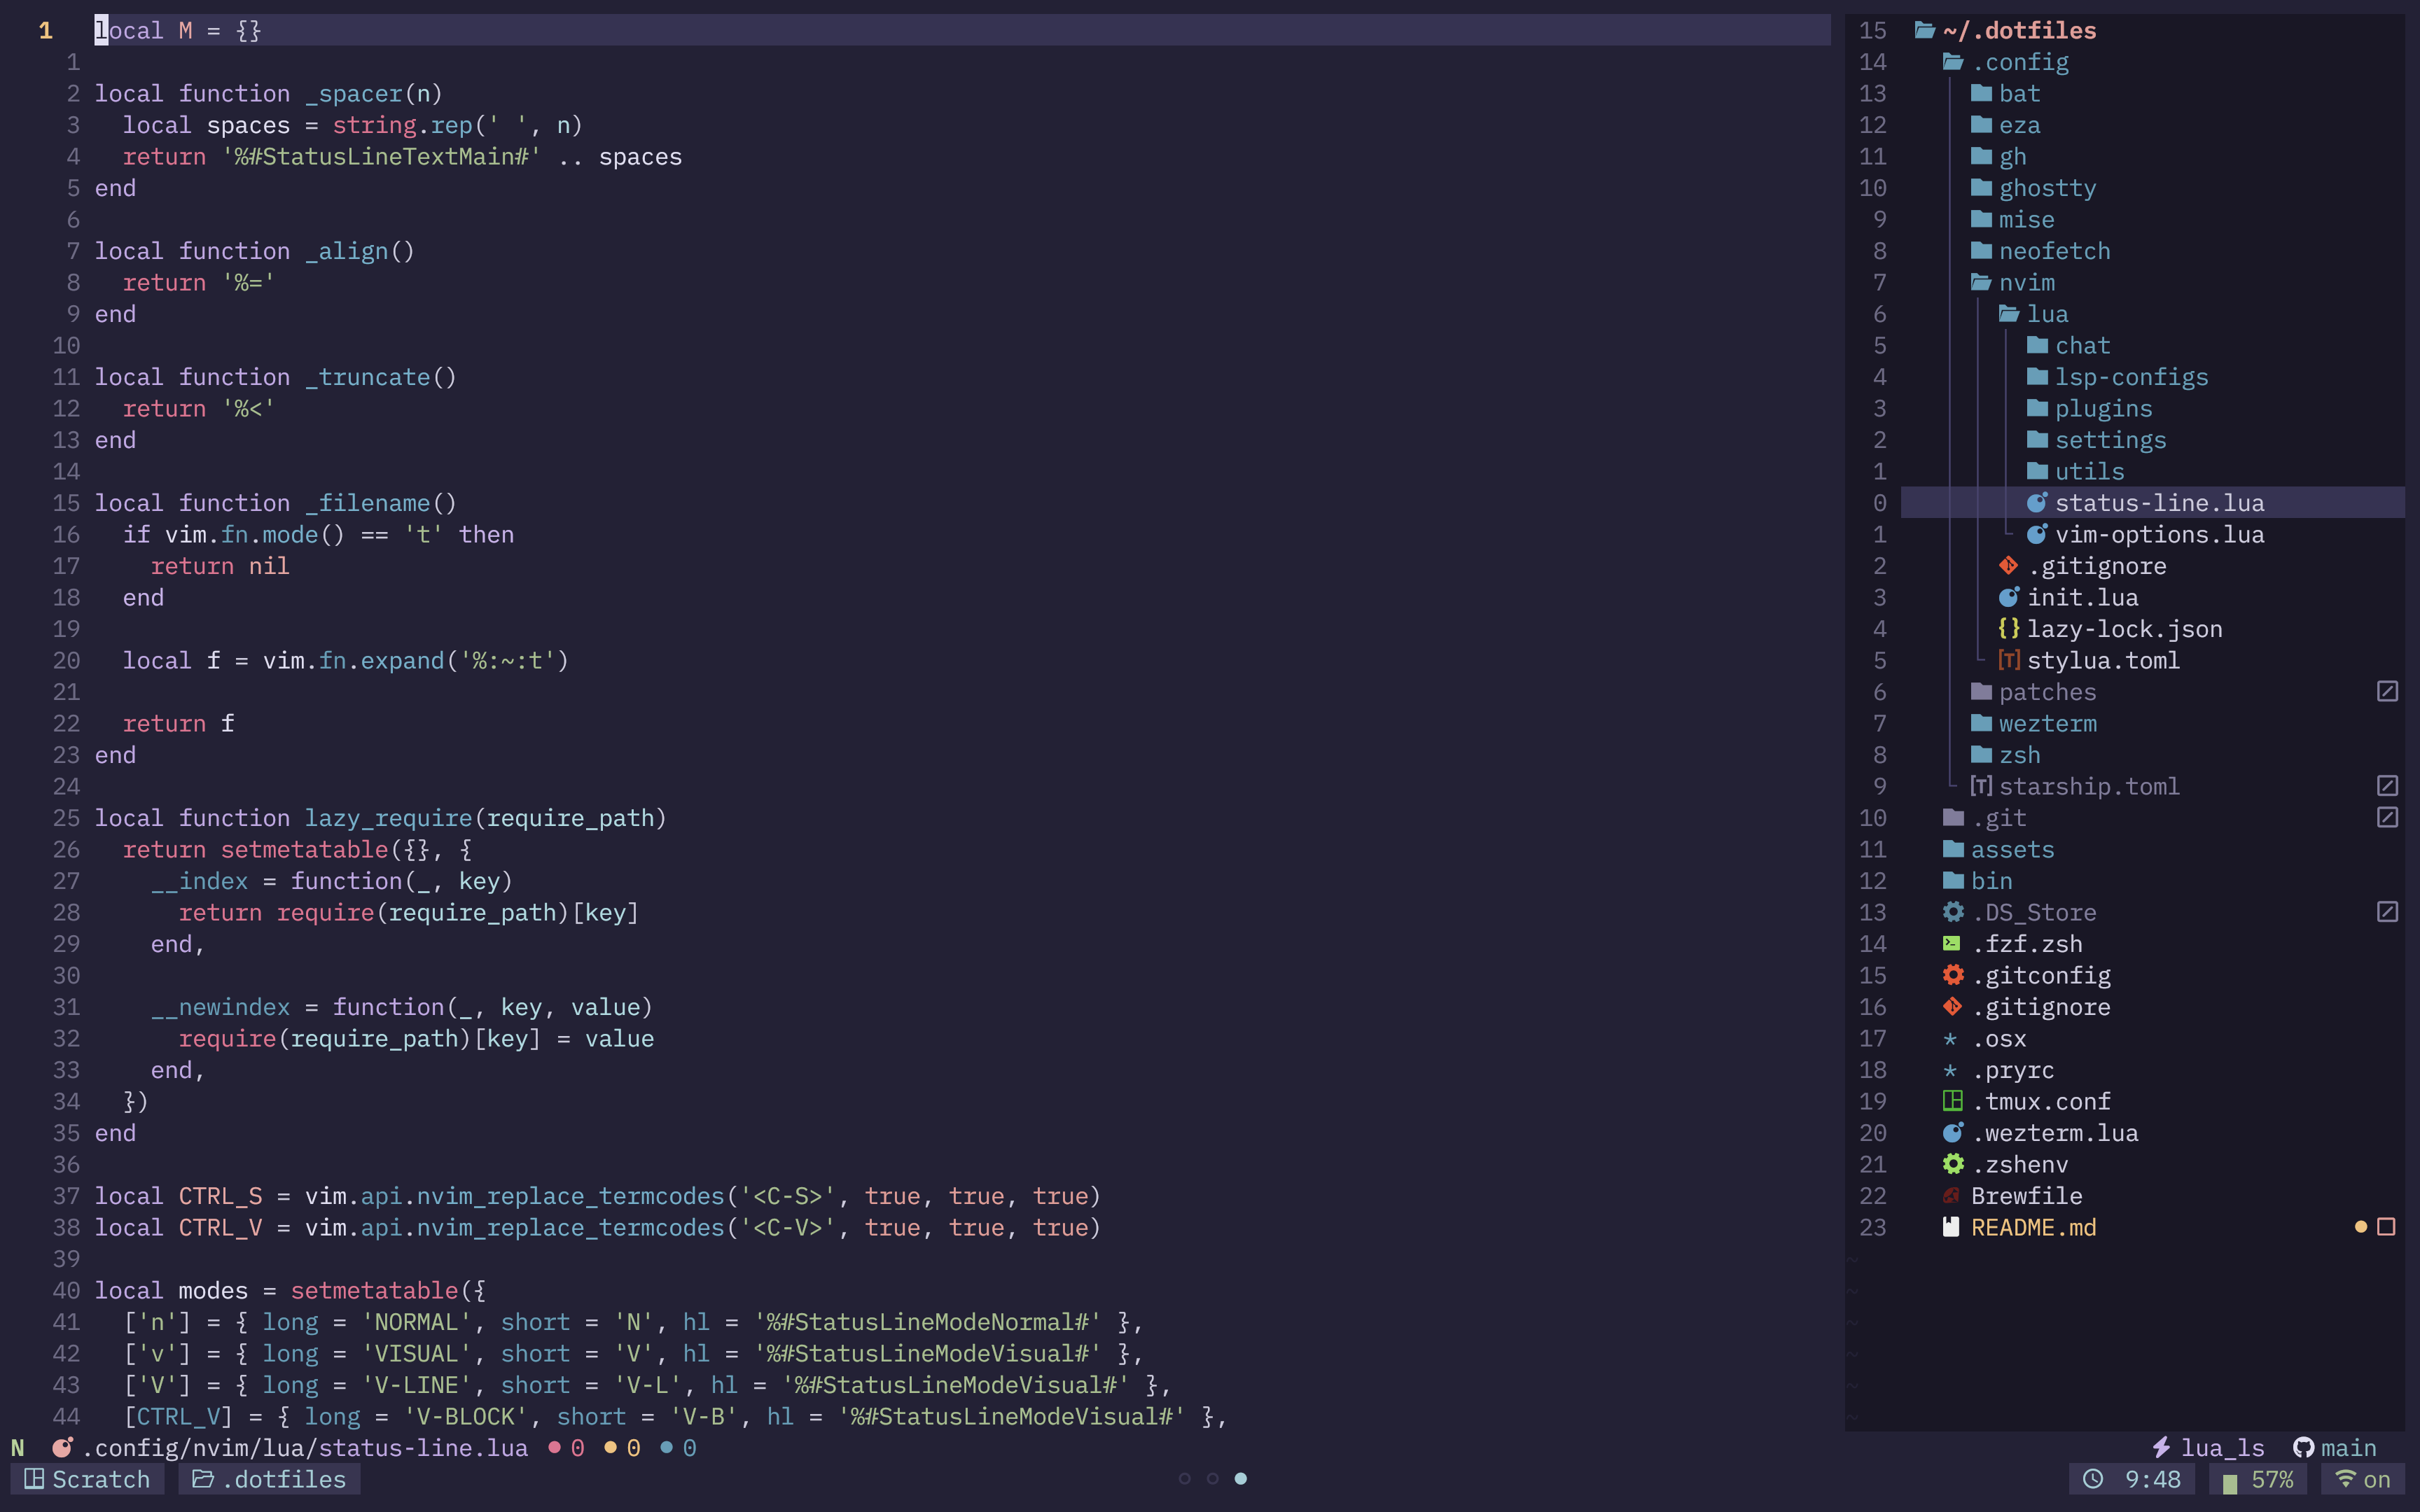 1 local M = {}
1
2 local function _spacer(n)
3   local spaces = string.rep(' ', n)
4   return '%#StatusLineTextMain#' .. spaces
5 end
6
7 local function _align()
8   return '%='
9 end
10
11 local function _truncate()
12   return '%<'
13 end
14
15 local function _filename()
16   if vim.fn.mode() == 't' then
17     return nil
18   end
19
20   local f = vim.fn.expand('%:~:t')
21
22   return f
23 end
24
25 local function lazy_require(require_path)
26   return setmetatable({}, {
27     __index = function(_, key)
28       return require(require_path)[key]
29     end,
30
31     __newindex = function(_, key, value)
32       require(require_path)[key] = value
33     end,
34   })
35 end
36
37 local CTRL_S = vim.api.nvim_replace_termcodes('<C-S>', true, true, true)
38 local CTRL_V = vim.api.nvim_replace_termcodes('<C-V>', true, true, true)
39
40 local modes = setmetatable({
41   ['n'] = { long = 'NORMAL', short = 'N', hl = '%#StatusLineModeNormal#' },
42   ['v'] = { long = 'VISUAL', short = 'V', hl = '%#StatusLineModeVisual#' },
43   ['V'] = { long = 'V-LINE', short = 'V-L', hl = '%#StatusLineModeVisual#' },
44   [CTRL_V] = { long = 'V-BLOCK', short = 'V-B', hl = '%#StatusLineModeVisual#' },
15 ~/.dotfiles
14 .config
13 bat
12 eza
11 gh
10 ghostty
9 mise
8 neofetch
7 nvim
6 lua
5 chat
4 lsp-configs
3 plugins
2 settings
1 utils
0 status-line.lua
1 vim-options.lua
2 .gitignore
3 init.lua
4 {} lazy-lock.json
5 [T] stylua.toml
6 patches
7 wezterm
8 zsh
9 [T] starship.toml
10 .git
11 assets
12 bin
13 .DS_Store
14 .fzf.zsh
15 .gitconfig
16 .gitignore
17 * .osx
18 * .pryrc
19 .tmux.conf
20 .wezterm.lua
21 .zshenv
22 Brewfile
23 README.md
~
~
~
~
~
~
N .config/nvim/lua/status-line.lua 0 0 0 lua_ls main
Scratch .dotfiles 9:48 57% on